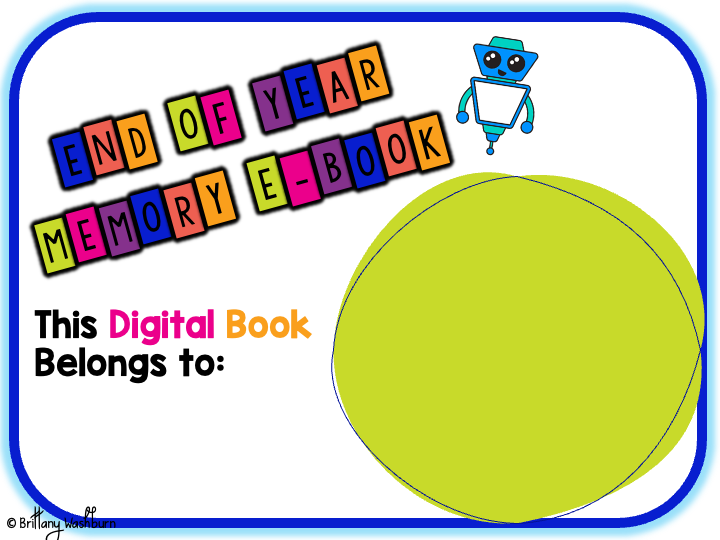 END OF YEAR
MEMORY E-BOOK
This Digital Book
Belongs to:
© Brittany Washburn